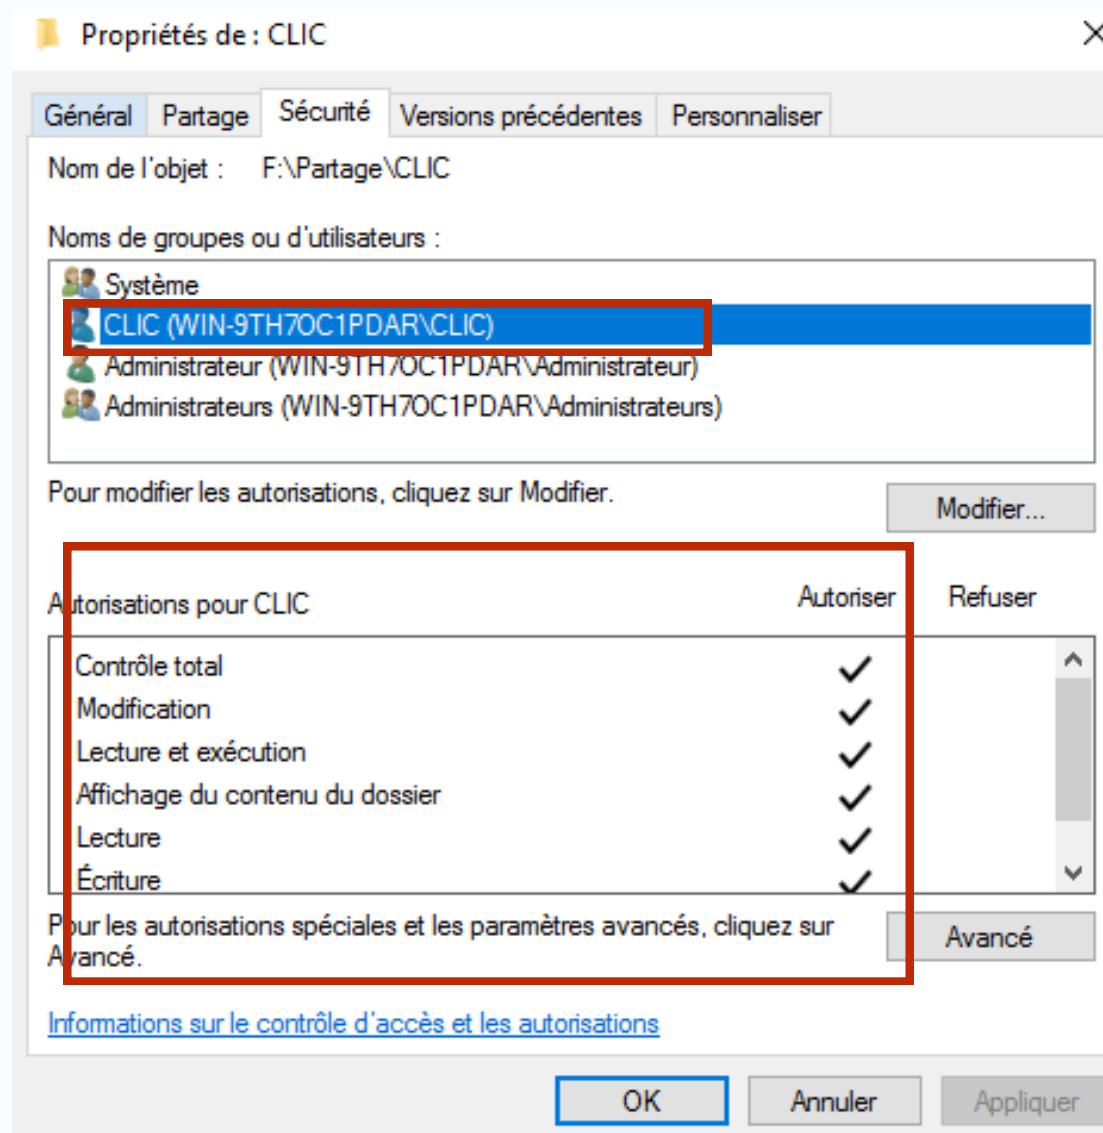 Propriétés de : CLIC
Général Partage Sécurité Versions précédentes Personnaliser
Nom de l'objet : F:\Partage\CLIC
Noms de groupes ou d'utilisateurs :
Système
CLIC (WIN-9TH7OC1PDAR\CLIC)
Administrateur (WIN-9TH7OC1PDAR\Administrateur)
Administrateurs (WIN-9TH7OC1PDAR\Administrateurs)
Pour modifier les autorisations, cliquez sur Modifier.
Modifier...
Autorisations pour CLIC Autoriser Refuser
Contrôle total
Modification
Lecture et exécution
Affichage du contenu du dossier
Lecture
Écriture
Pour les autorisations spéciales et les paramètres avancés, cliquez sur
Avancé.
Avancé
Informations sur le contrôle d'accès et les autorisations
OK Annuler Appliquer